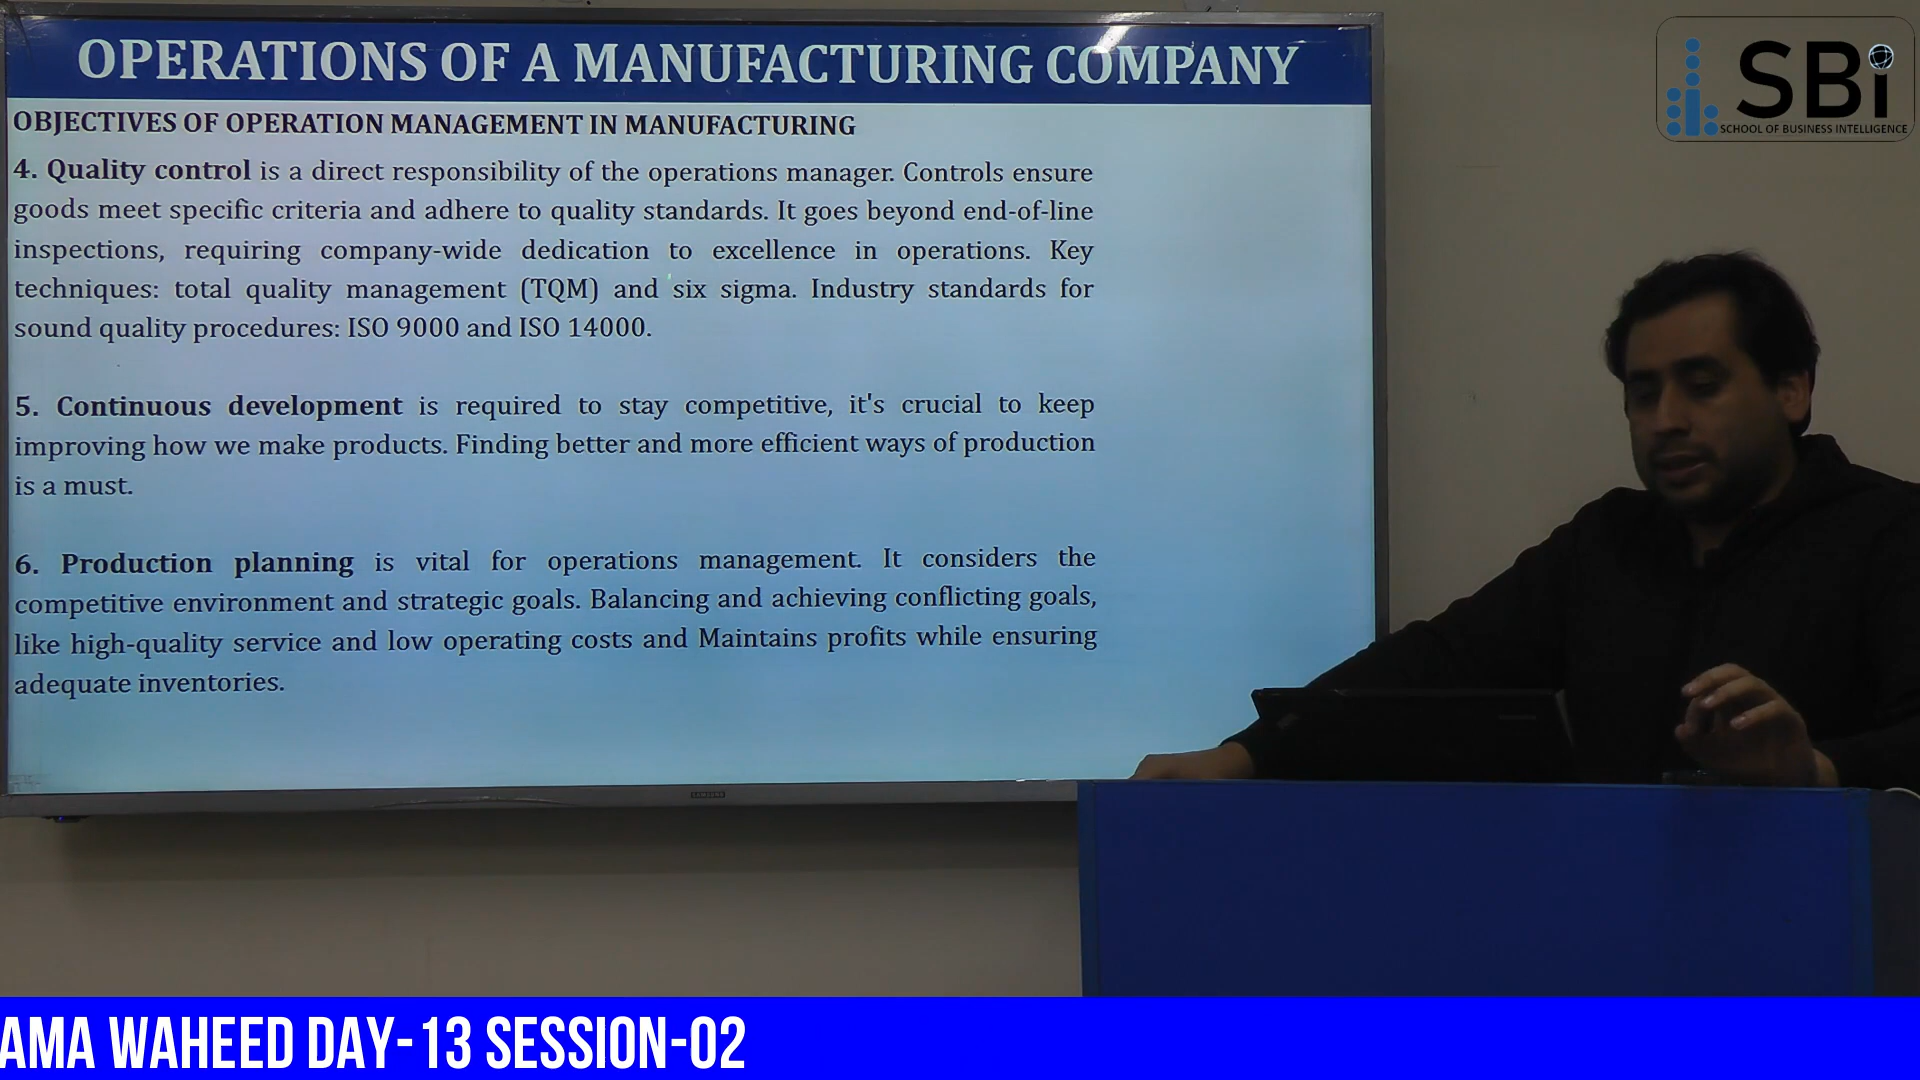 OPERATIONS OF A MANUFACTURING COMPANY
OBJECTIVES OF OPERATION MANAGEMENT IN MANUFACTURING
4. Quality control is a direct responsibility of the operations manager. Controls ensure
goods meet specific criteria and adhere to quality standards. It goes beyond end-of-line
inspections, requiring company-wide dedication to excellence in operations. Key
techniques: total quality management (TQM) and six sigma. Industry standards for
sound quality procedures: ISO 9000 and ISO 14000.
5. Continuous development is required to stay competitive, it's crucial to keep
improving how we make products. Finding better and more efficient ways of production
is a must.
6. Production planning is vital for operations management. It considers the
competitive environment and strategic goals. Balancing and achieving conflicting goals,
like high-quality service and low operating costs and Maintains profits while ensuring
adequate inventories.
SAMSUNG
SBi
SCHOOL OF BUSINESS INTELLIGENCE
AMA WAHEED DAY-13 SESSION-02